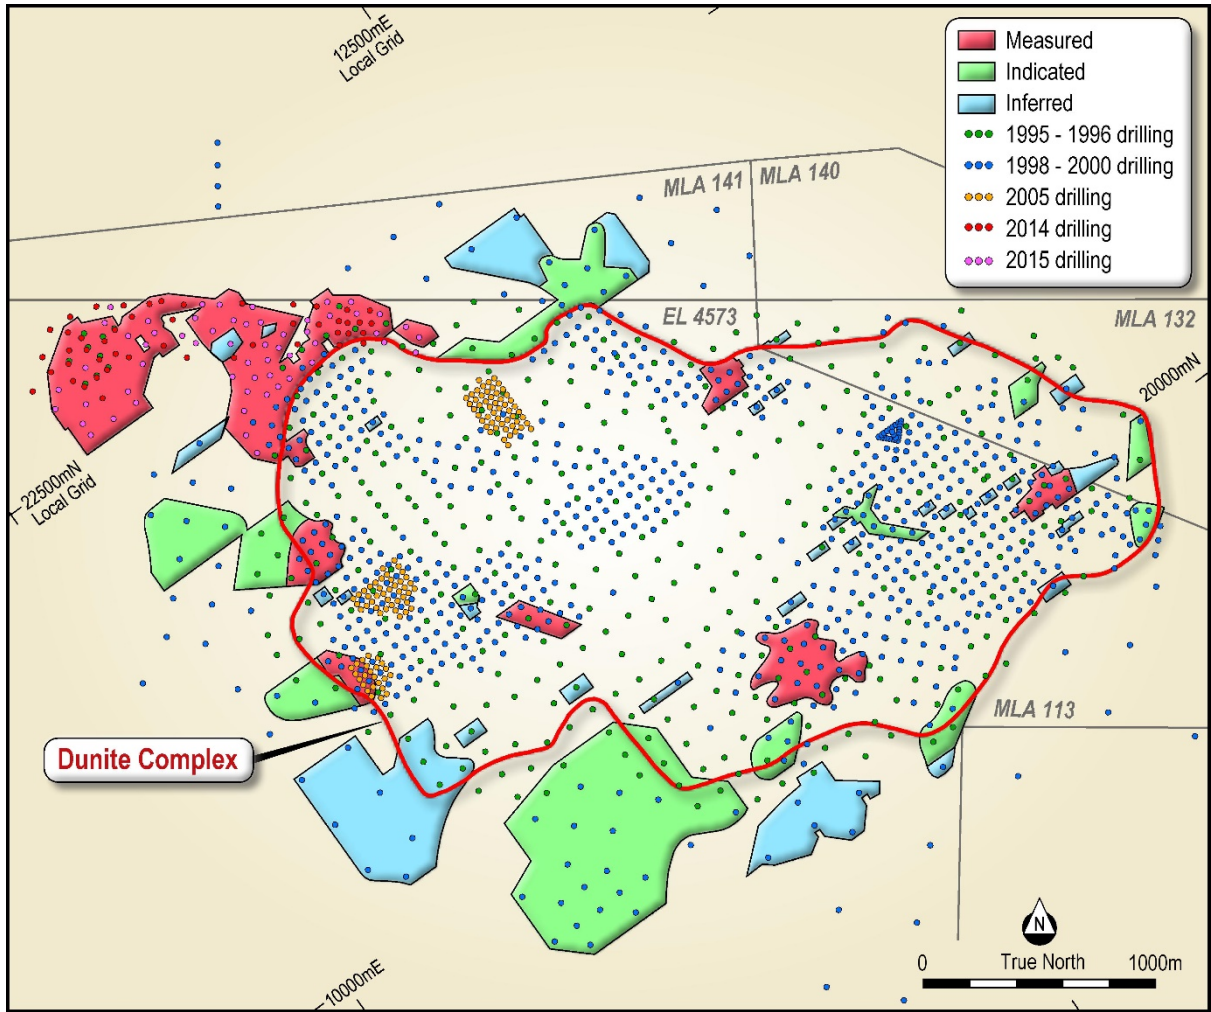 12500mE
Local Grid
Measured
Indicated
Inferred
1995 - 1996 drilling
1998 - 2000 drilling
2005 drilling
2014 drilling
2015 drilling
MLA 141
MLA 140
EL 4573
MLA 132
20000mN
22500mN
Local Grid
MLA 113
Dunite Complex
N
0
True North
1000m
10000mE